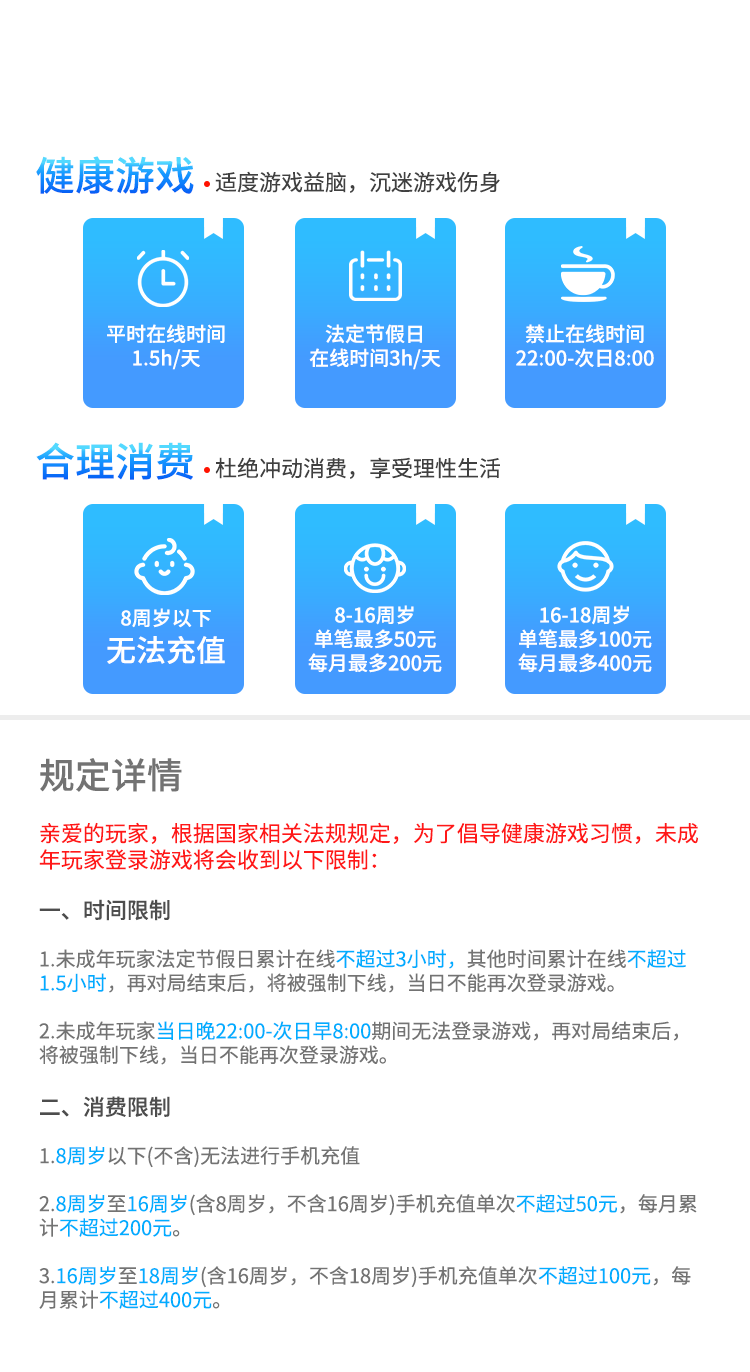 健康游戏 •适度游戏益脑，沉迷游戏伤身
平时在线时间
1.5h/天
法定节假日
在线时间3h/天
禁止在线时间
22:00-次日8:00
合理消费 •杜绝冲动消费，享受理性生活
8周岁以下
无法充值
8-16周岁
单笔最多50元
每月最多200元
16-18周岁
单笔最多100元
每月最多400元
规定详情
亲爱的玩家，根据国家相关法规规定，为了倡导健康游戏习惯，未成
年玩家登录游戏将会收到以下限制：
一、时间限制
1.未成年玩家法定节假日累计在线不超过3小时，其他时间累计在线不超过
1.5小时，再对局结束后，将被强制下线，当日不能再次登录游戏。
2.未成年玩家当日晚22:00-次日早8:00期间无法登录游戏，再对局结束后，
将被强制下线，当日不能再次登录游戏。
二、消费限制
1.8周岁以下(不含)无法进行手机充值
2.8周岁至16周岁(含8周岁，不含16周岁)手机充值单次不超过50元，每月累
计不超过200元。
3.16周岁至18周岁(含16周岁，不含18周岁)手机充值单次不超过100元，每
月累计不超过400元。